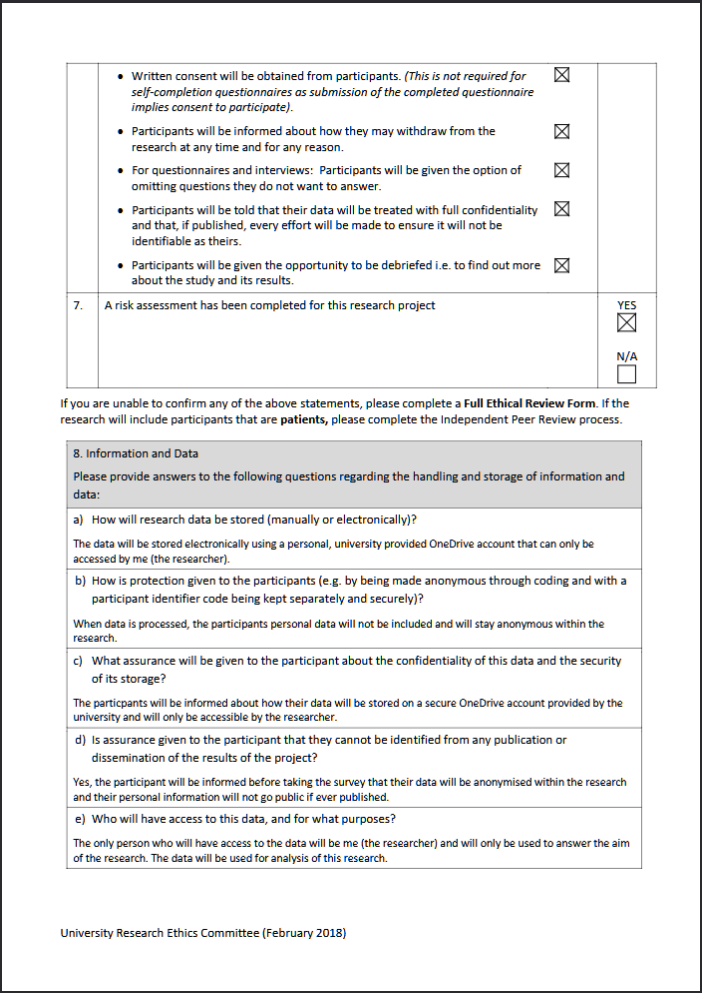 • Written consent will be obtained from participants. (This is not required for
self-completion questionnaires as submission of the completed questionnaire
implies consent to participate).
• Participants will be informed about how they may withdraw from the
research at any time and for any reason.
• For questionnaires and interviews: Participants will be given the option of
omitting questions they do not want to answer.
• Participants will be told that their data will be treated with full confidentiality
and that, if published, every effort will be made to ensure it will not be
identifiable as theirs.
• Participants will be given the opportunity to be debriefed i.e. to find out more
about the study and its results.
7. A risk assessment has been completed for this research project YES
N/A
If you are unable to confirm any of the above statements, please complete a Full Ethical Review Form. If the
research will include participants that are patients, please complete the Independent Peer Review process.
8. Information and Data
Please provide answers to the following questions regarding the handling and storage of information and
data:
a) How will research data be stored (manually or electronically)?
The data will be stored electronically using a personal, university provided OneDrive account that can only be
accessed by me (the researcher).
b) How is protection given to the participants (e.g. by being made anonymous through coding and with a
participant identifier code being kept separately and securely)?
When data is processed, the participants personal data will not be included and will stay anonymous within the
research.
c) What assurance will be given to the participant about the confidentiality of this data and the security
of its storage?
The particpants will be informed about how their data will be stored on a secure OneDrive account provided by the
university and will only be accessible by the researcher.
d) Is assurance given to the participant that they cannot be identified from any publication or
dissemination of the results of the project?
Yes, the participant will be informed before taking the survey that their data will be anonymised within the research
and their personal information will not go public if ever published.
e) Who will have access to this data, and for what purposes?
The only person who will have access to the data will be me (the researcher) and will only be used to answer the aim
of the research. The data will be used for analysis of this research.
University Research Ethics Committee (February 2018)